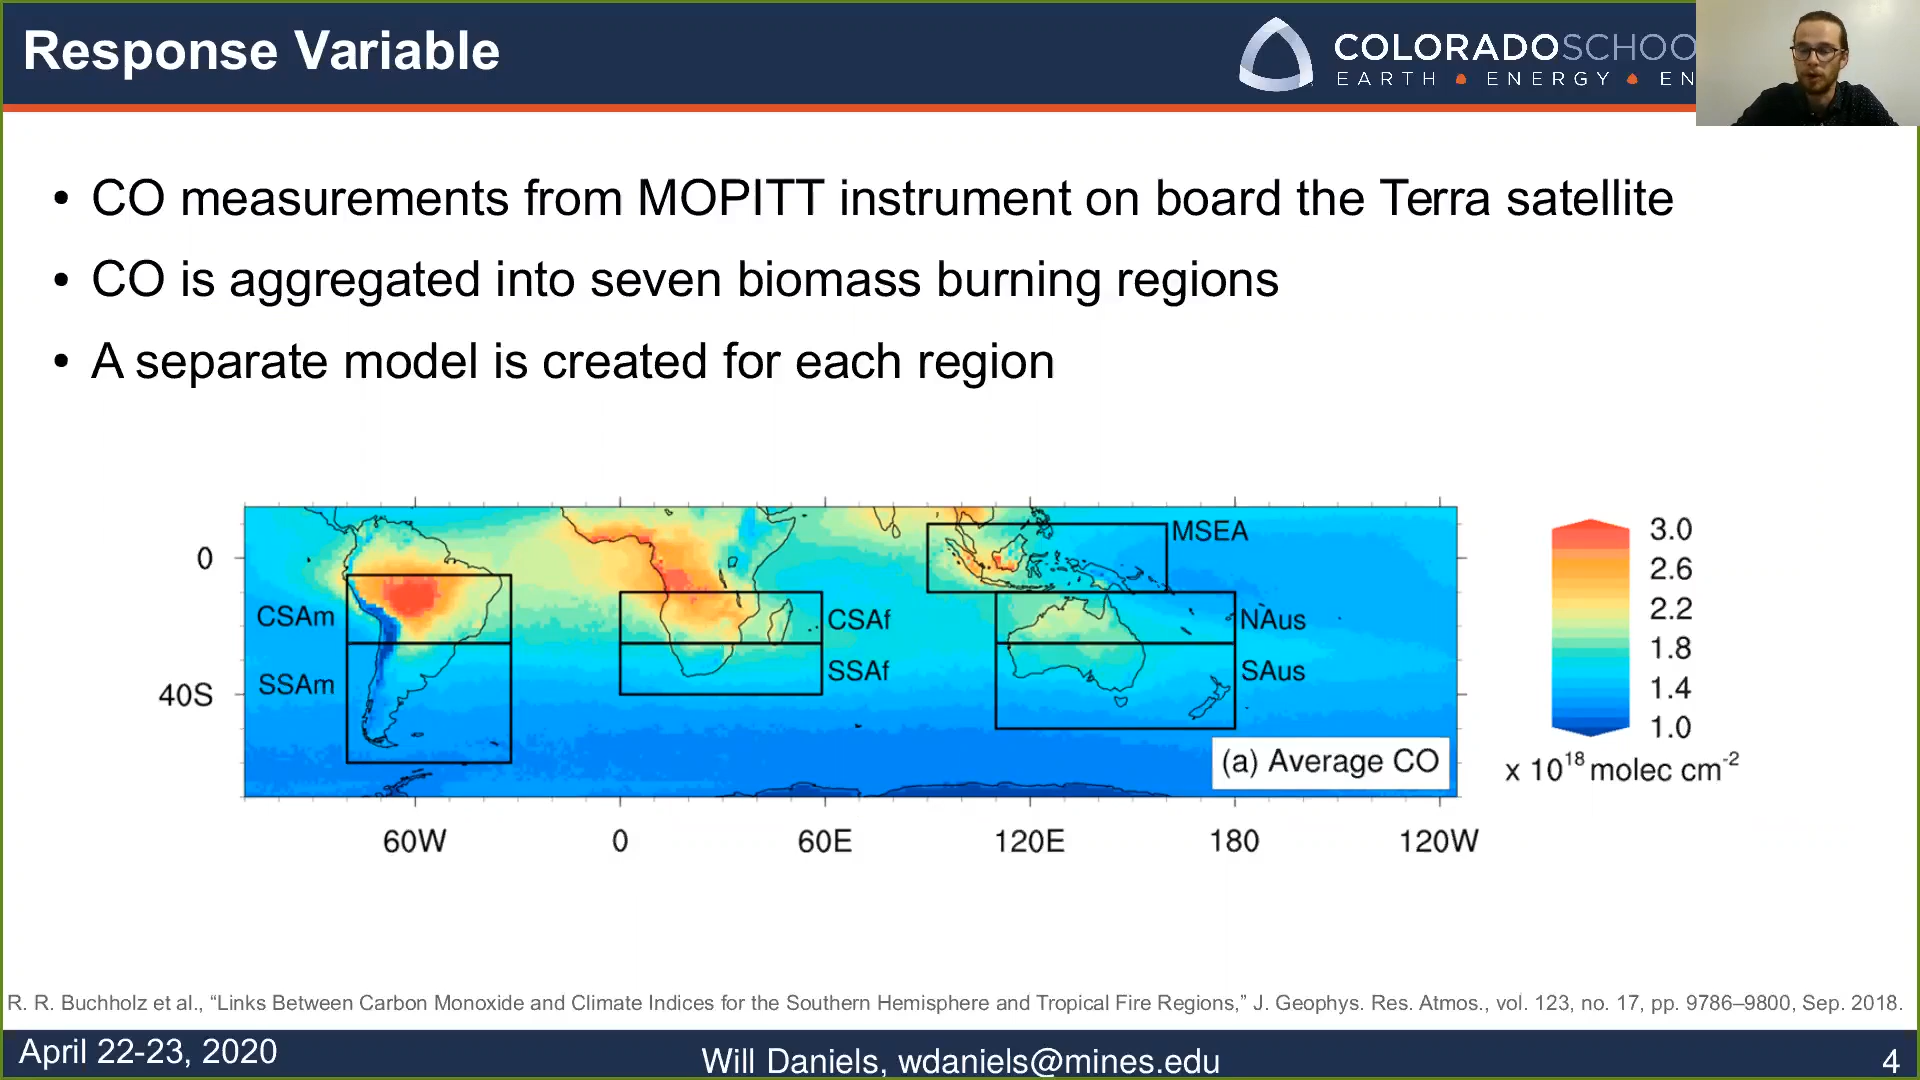 Response Variable
COLORADOSCHOO
EARTH ENERGY EN
• CO measurements from MOPITT instrument on board the Terra satellite
• CO is aggregated into seven biomass burning regions
• A separate model is created for each region
MSEA
CSAm
CSAf
NAus
SSAm
SSAf
SAus
(a) Average CO
0
40S
60W 0 60E 120E 180 120W
3.0
2.6
2.2
1.8
1.4
1.0
x 10^18 molec cm^-2
R. R. Buchholz et al., “Links Between Carbon Monoxide and Climate Indices for the Southern Hemisphere and Tropical Fire Regions,” J. Geophys. Res. Atmos., vol. 123, no. 17, pp. 9786–9800, Sep. 2018.
April 22-23, 2020
Will Daniels, wdaniels@mines.edu
4